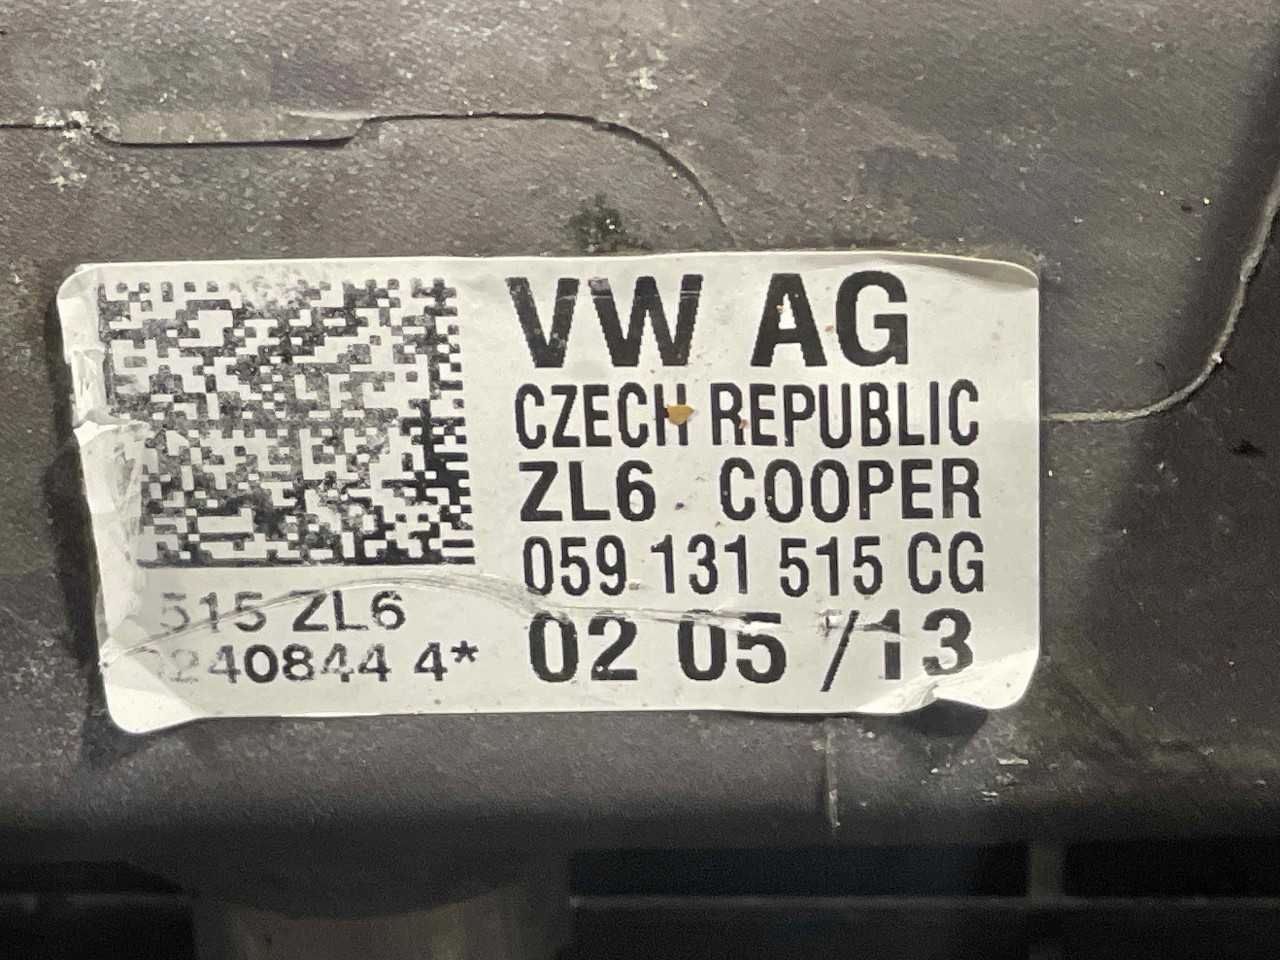 VW AG
CZECH REPUBLIC
ZL6 COOPER
059 131 515 CG
02 05 /13
515 ZL6
240844 4*